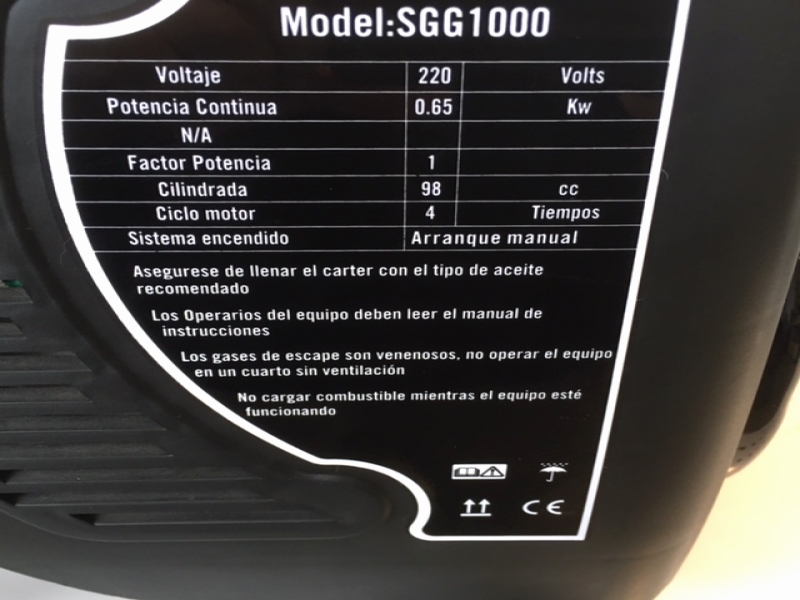 Model:SGG1000
Voltaje 220 Volts
Potencia Continua 0.65 Kw
N/A
Factor Potencia 1
Cilindrada 98 cc
Ciclo motor 4 Tiempos
Sistema encendido Arranque manual
Asegurese de llenar el carter con el tipo de aceite
recomendado
Los Operarios del equipo deben leer el manual de
instrucciones
Los gases de escape son venenosos, no operar el equipo
en un cuarto sin ventilación
No cargar combustible mientras el equipo esté
funcionando
CE